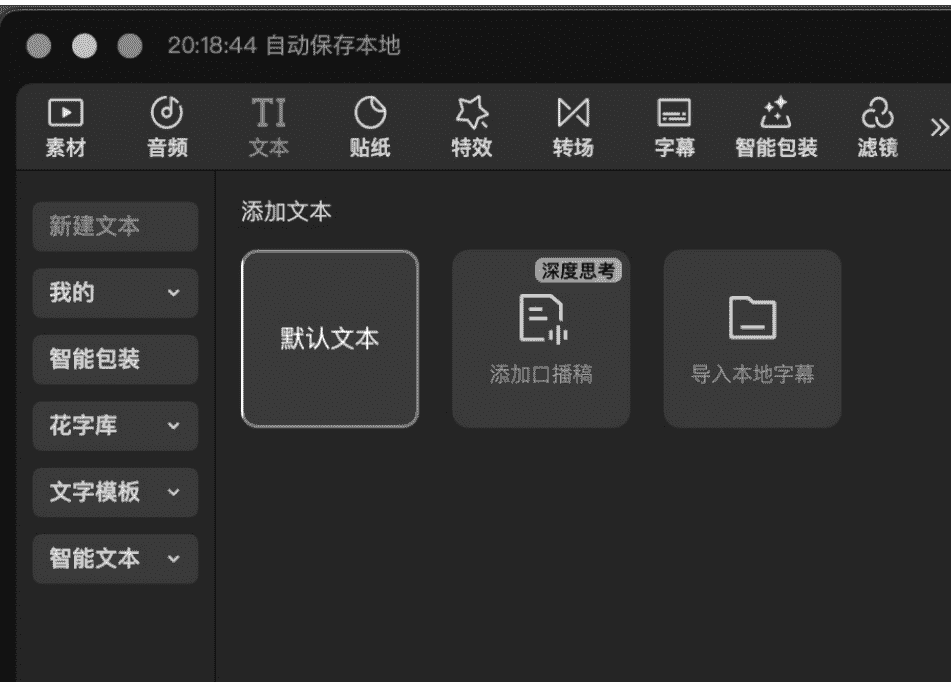 20:18:44 自动保存本地
素材 音频 文本 贴纸 特效 转场 字幕 智能包装 滤镜
新建文本
我的
智能包装
花字库
文字模板
智能文本
添加文本
默认文本
深度思考
添加口播稿
导入本地字幕